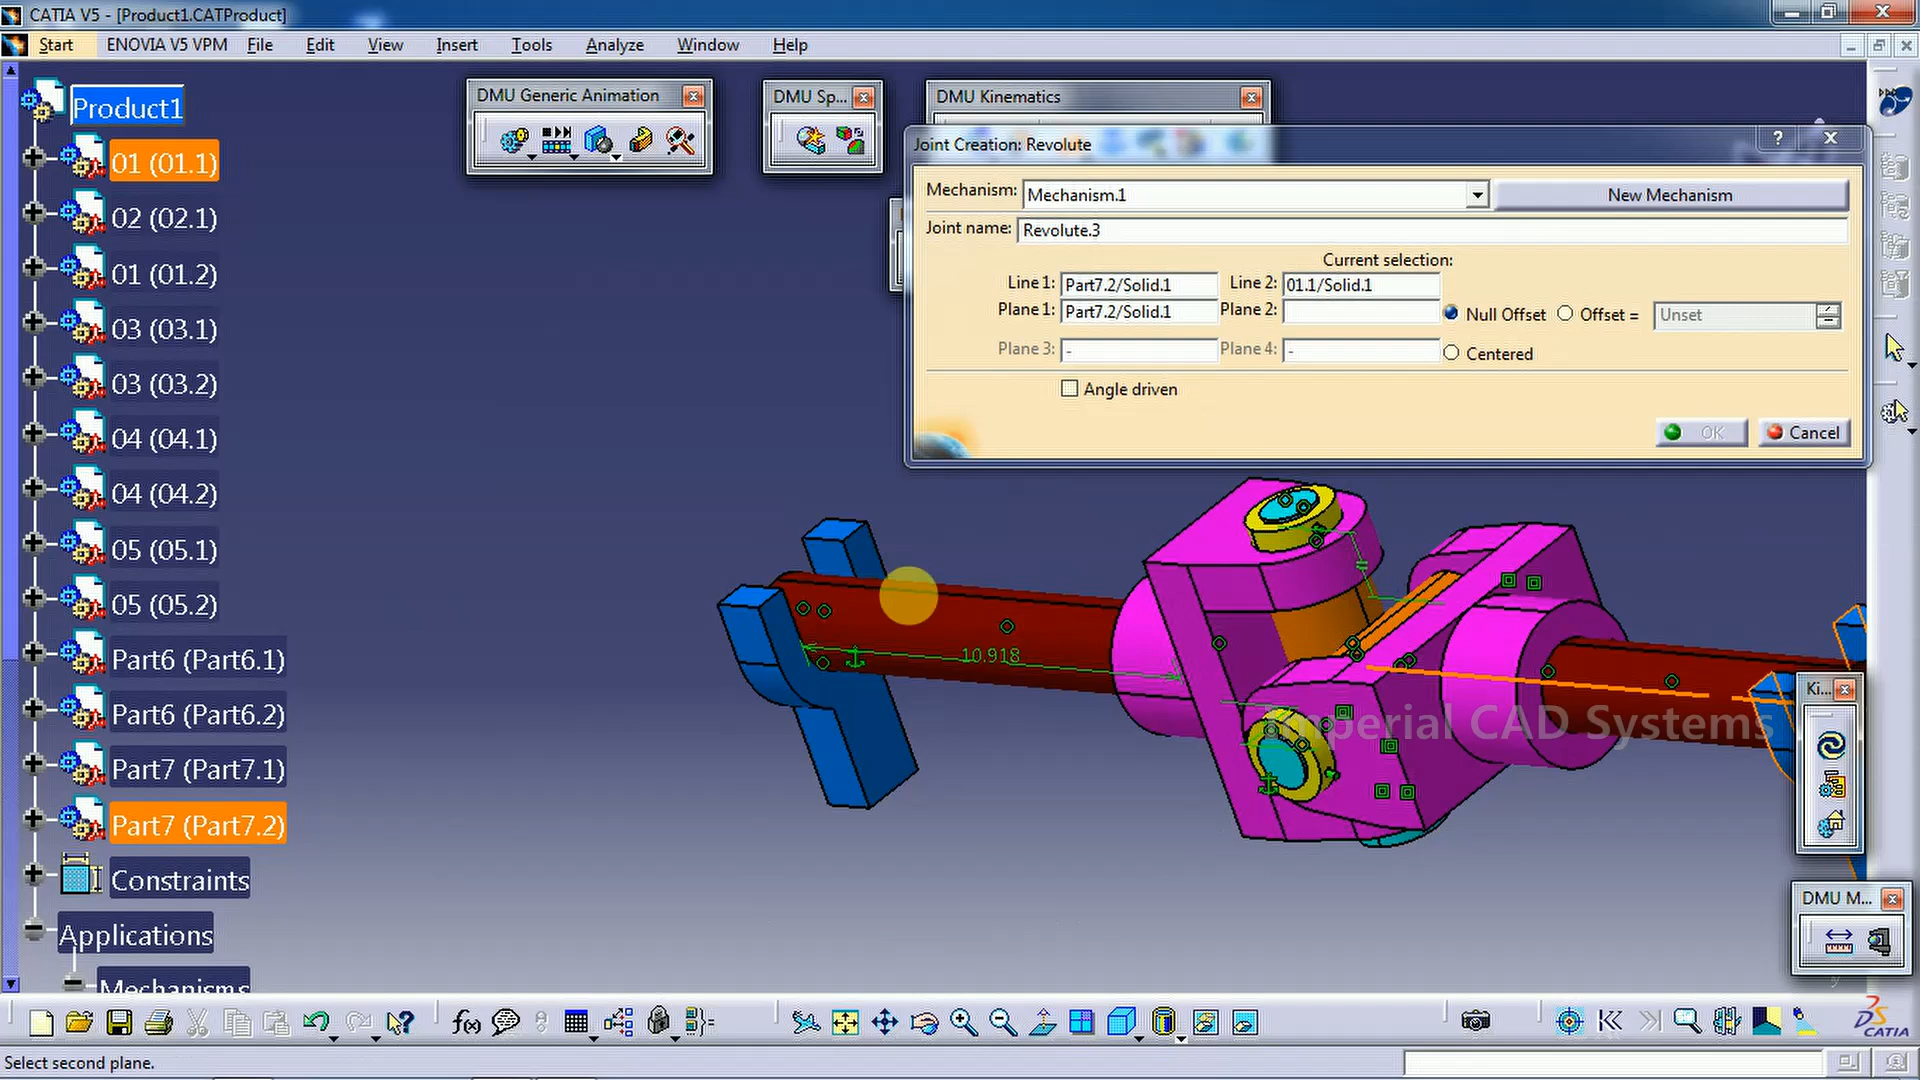 CATIA V5 - [Product1.CATProduct]
Start ENOVIA V5 VPM File Edit View Insert Tools Analyze Window Help
Product1
01 (01.1)
02 (02.1)
01 (01.2)
03 (03.1)
03 (03.2)
04 (04.1)
04 (04.2)
05 (05.1)
05 (05.2)
Part6 (Part6.1)
Part6 (Part6.2)
Part7 (Part7.1)
Part7 (Part7.2)
Constraints
Applications
Mechanisms
DMU Generic Animation
DMU Sp...
DMU Kinematics
Joint Creation: Revolute
Mechanism: Mechanism.1 New Mechanism
Joint name: Revolute.3
Current selection:
Line 1: Part7.2/Solid.1 Line 2: 01.1/Solid.1
Plane 1: Part7.2/Solid.1 Plane 2: Null Offset Offset = Unset
Plane 3: - Plane 4: - Centered
Angle driven
OK Cancel
10.918
Imperial CAD Systems
Ki...
DMU M...
f(x)
DS CATIA
Select second plane.